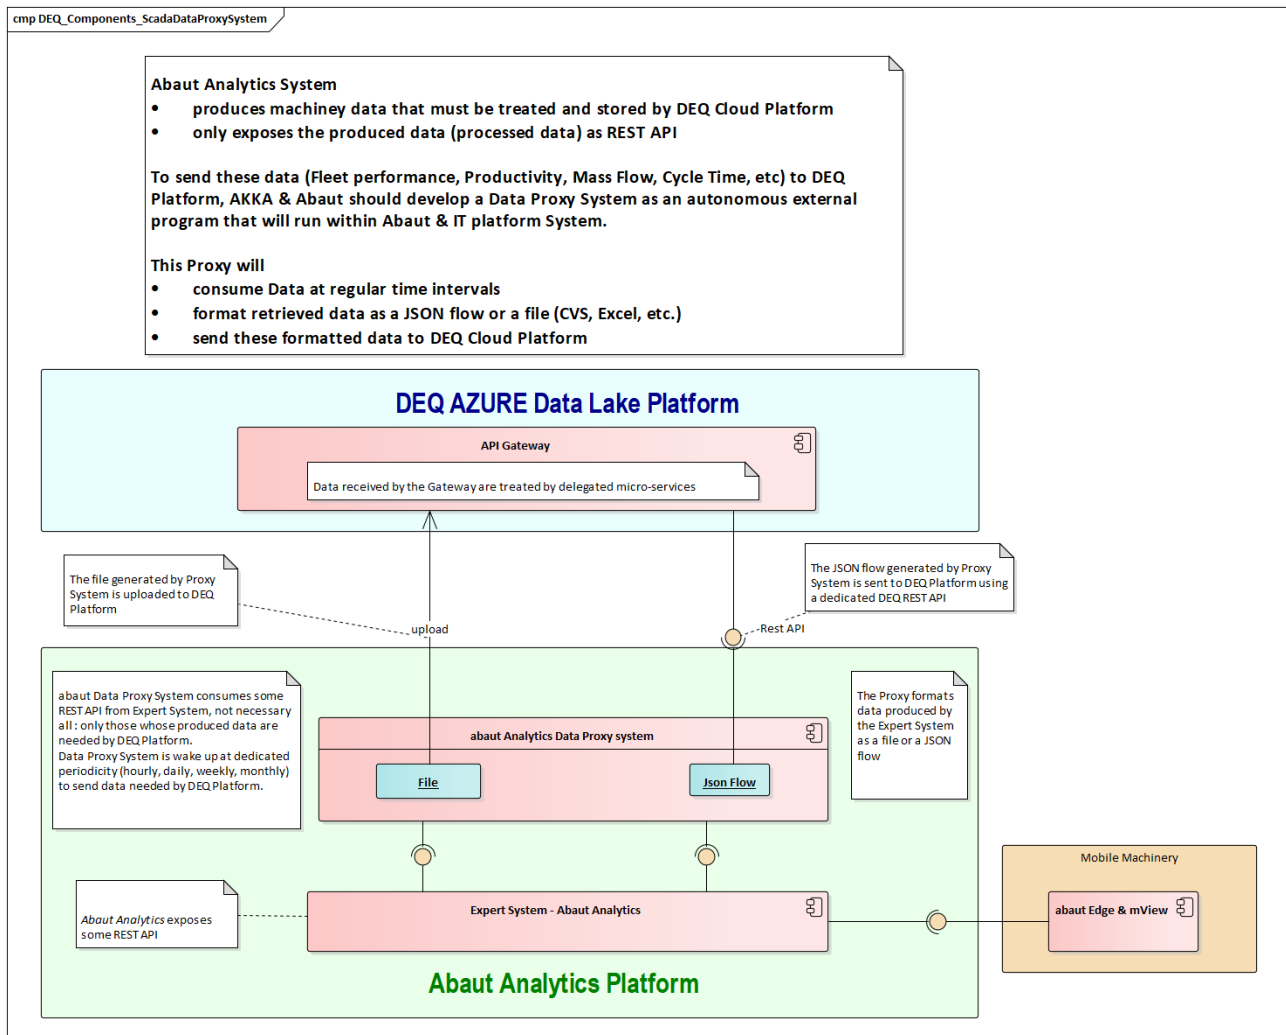 cmp DEQ_Components_ScadaDataProxySystem
Abaut Analytics System
• produces machiney data that must be treated and stored by DEQ Cloud Platform
• only exposes the produced data (processed data) as REST API
To send these data (Fleet performance, Productivity, Mass Flow, Cycle Time, etc) to DEQ
Platform, AKKA & Abaut should develop a Data Proxy System as an autonomous external
program that will run within Abaut & IT platform System.
This Proxy will
• consume Data at regular time intervals
• format retrieved data as a JSON flow or a file (CVS, Excel, etc.)
• send these formatted data to DEQ Cloud Platform
DEQ AZURE Data Lake Platform
API Gateway
Data received by the Gateway are treated by delegated micro-services
The file generated by Proxy
System is uploaded to DEQ
Platform
The JSON flow generated by Proxy
System is sent to DEQ Platform using
a dedicated DEQ REST API
upload
Rest API
abaut Data Proxy System consumes some
REST API from Expert System, not necessary
all : only those whose produced data are
needed by DEQ Platform.
Data Proxy System is wake up at dedicated
periodicity (hourly, daily, weekly, monthly)
to send data needed by DEQ Platform.
abaut Analytics Data Proxy system
File
Json Flow
The Proxy formats
data produced by
the Expert System
as a file or a JSON
flow
Mobile Machinery
abaut Edge & mView
Abaut Analytics exposes
some REST API
Expert System - Abaut Analytics
Abaut Analytics Platform